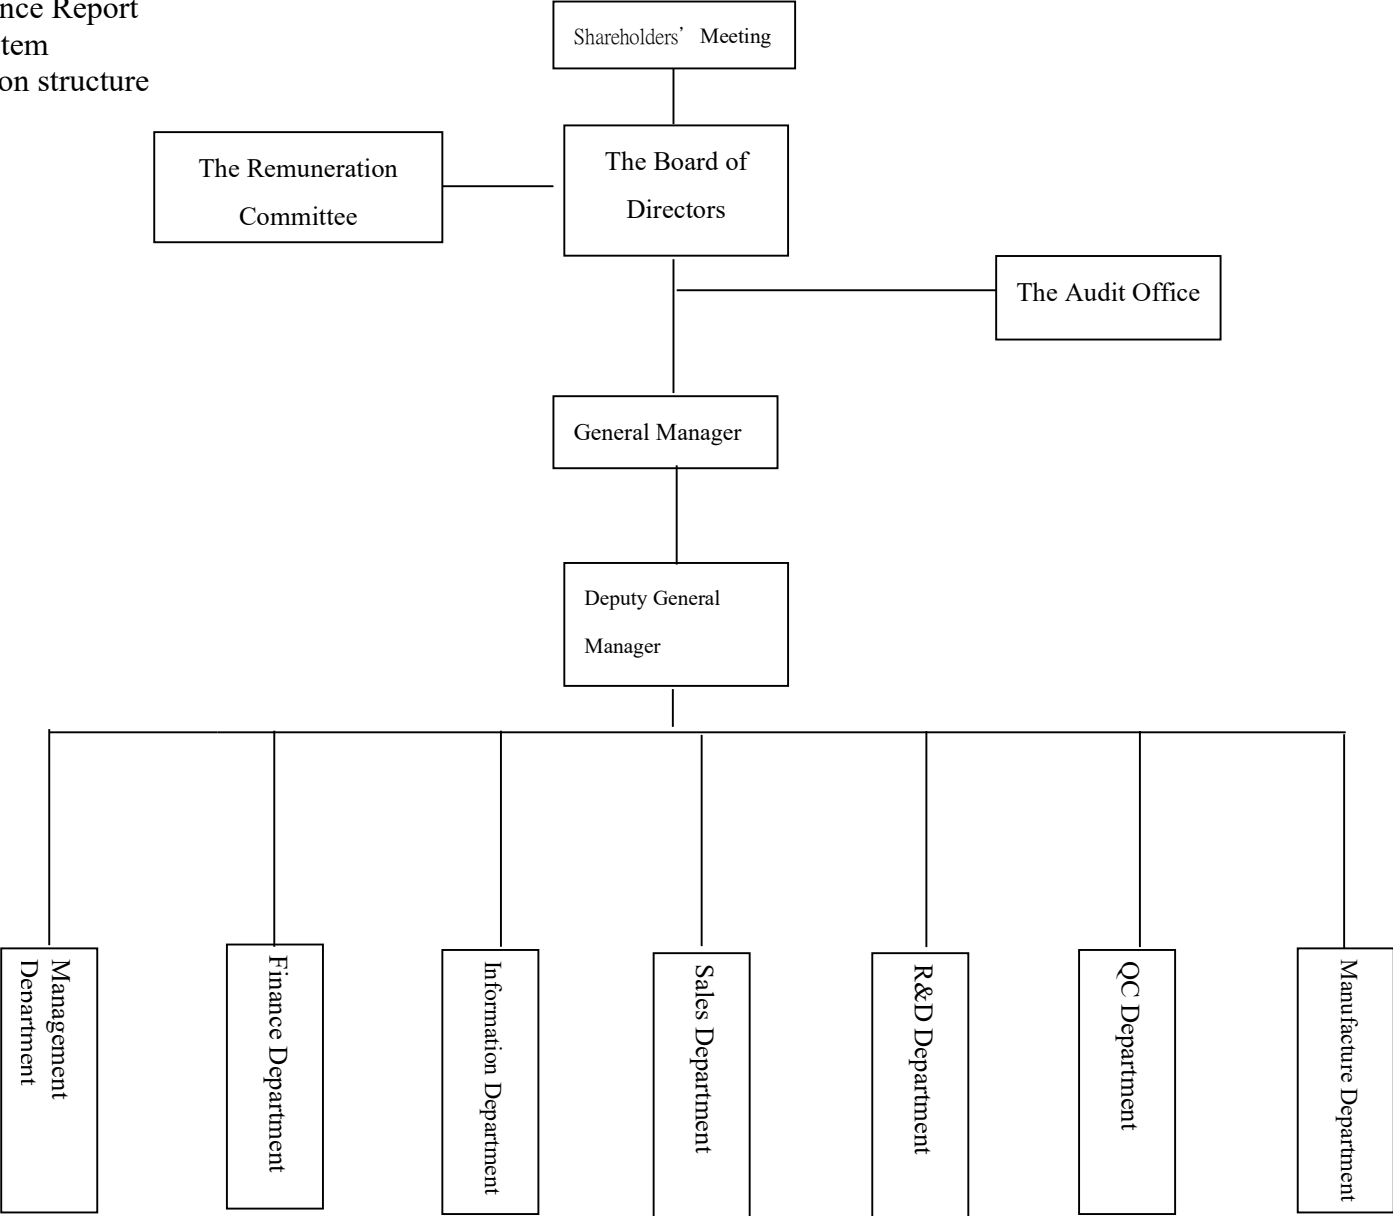 nce Report
tem
on structure
Shareholders’ Meeting
The Remuneration
Committee
The Board of
Directors
The Audit Office
General Manager
Deputy General
Manager
Management
Department
Finance Department
Information Department
Sales Department
R&D Department
QC Department
Manufacture Department